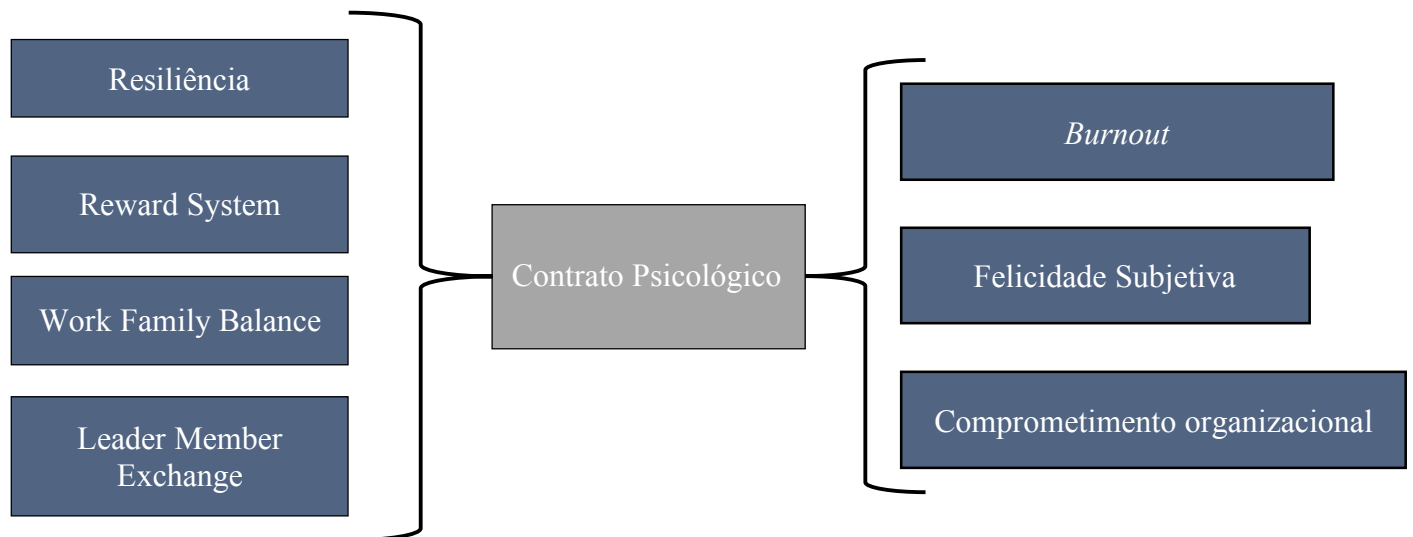 Resiliência
Reward System
Work Family Balance
Leader Member
Exchange
Contrato Psicológico
Burnout
Felicidade Subjetiva
Comprometimento organizacional